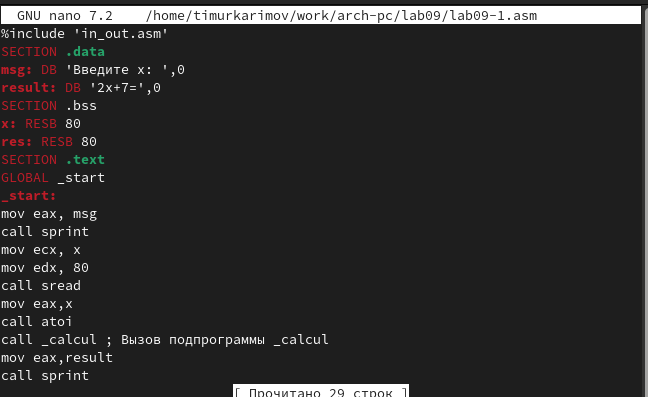 GNU nano 7.2 /home/timurkarimov/work/arch-pc/lab09/lab09-1.asm
%include 'in_out.asm'
SECTION .data
msg: DB 'Введите x: ',0
result: DB '2x+7=',0
SECTION .bss
x: RESB 80
res: RESB 80
SECTION .text
GLOBAL _start
_start:
mov eax, msg
call sprint
mov ecx, x
mov edx, 80
call sread
mov eax,x
call atoi
call _calcul ; Вызов подпрограммы _calcul
mov eax,result
call sprint
[ Прочитано 29 строк ]